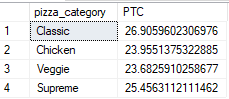 pizza_category PTC
1 Classic 26.9059602306976
2 Chicken 23.9551375322885
3 Veggie 23.6825910258677
4 Supreme 25.4563112111462